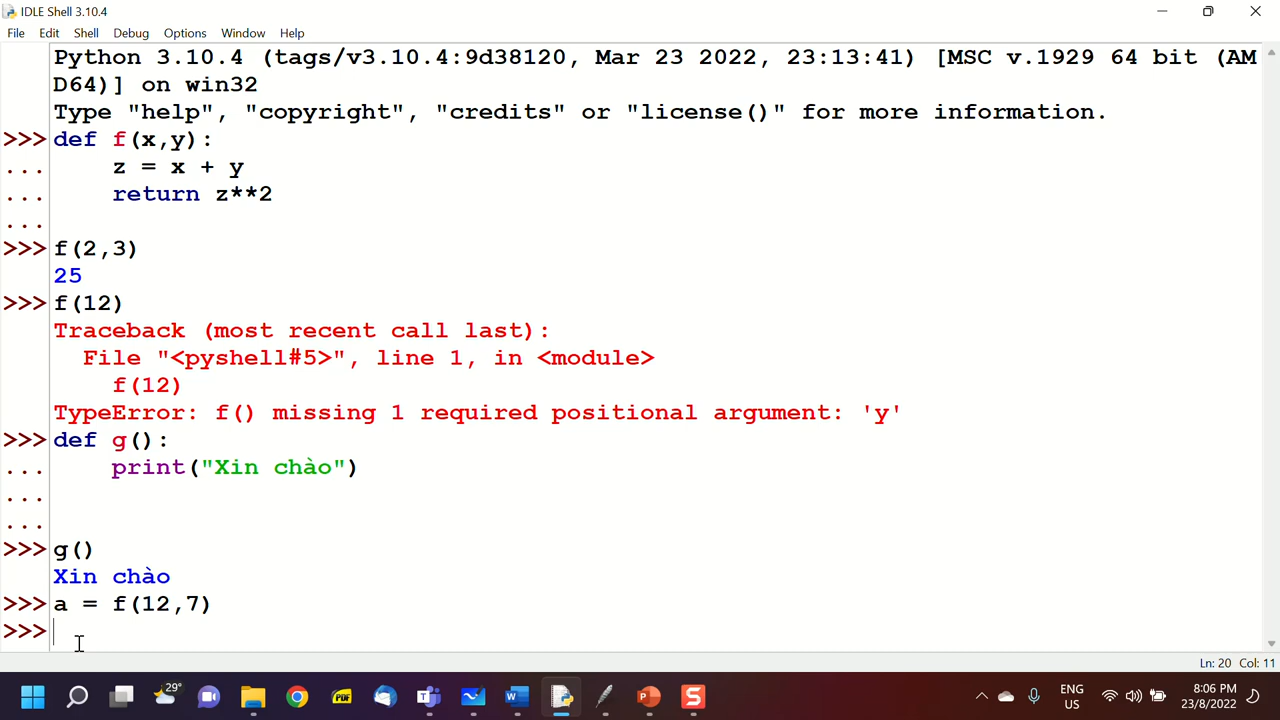 IDLE Shell 3.10.4
File Edit Shell Debug Options Window Help
Python 3.10.4 (tags/v3.10.4:9d38120, Mar 23 2022, 23:13:41) [MSC v.1929 64 bit (AM
D64)] on win32
Type "help", "copyright", "credits" or "license()" for more information.
>>> def f(x,y):
...     z = x + y
...     return z**2
...
>>> f(2,3)
25
>>> f(12)
Traceback (most recent call last):
  File "<pyshell#5>", line 1, in <module>
    f(12)
TypeError: f() missing 1 required positional argument: 'y'
>>> def g():
...     print("Xin chào")
...
...
>>> g()
Xin chào
>>> a = f(12,7)
>>>
Ln: 20 Col: 11
29°
PDF
ENG
US
8:06 PM
23/8/2022